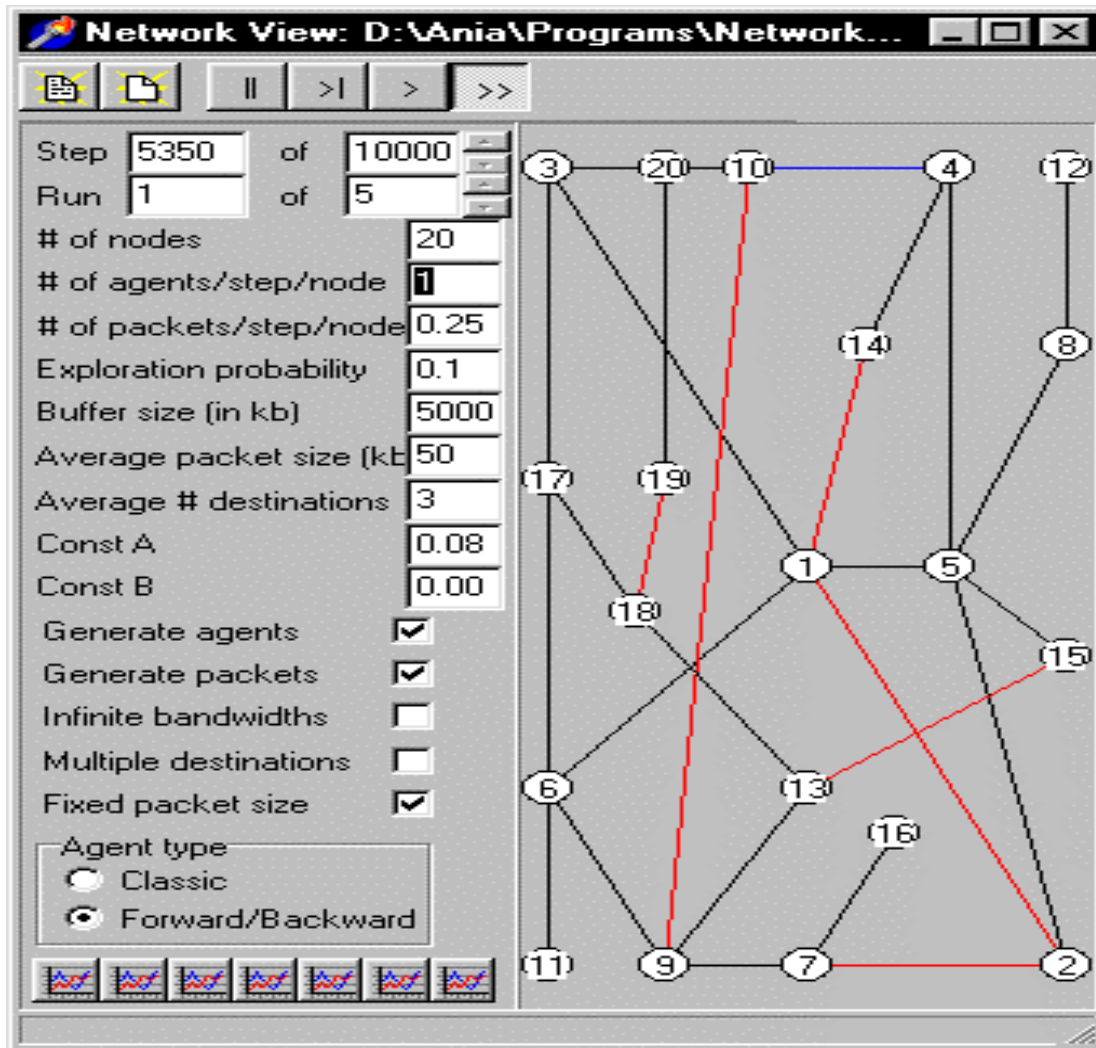 Network View: D:\Ania\Programs\Network...
|| >| > >>
Step 5350 of 10000
Run 1 of 5
# of nodes 20
# of agents/step/node 1
# of packets/step/node 0.25
Exploration probability 0.1
Buffer size (in kb) 5000
Average packet size (kb 50
Average # destinations 3
Const A 0.08
Const B 0.00
Generate agents
Generate packets
Infinite bandwidths
Multiple destinations
Fixed packet size
Agent type
Classic
Forward/Backward
3 20 10 4 12
14 8
17 19
1 5
18
15
6 13
16
11 9 7 2